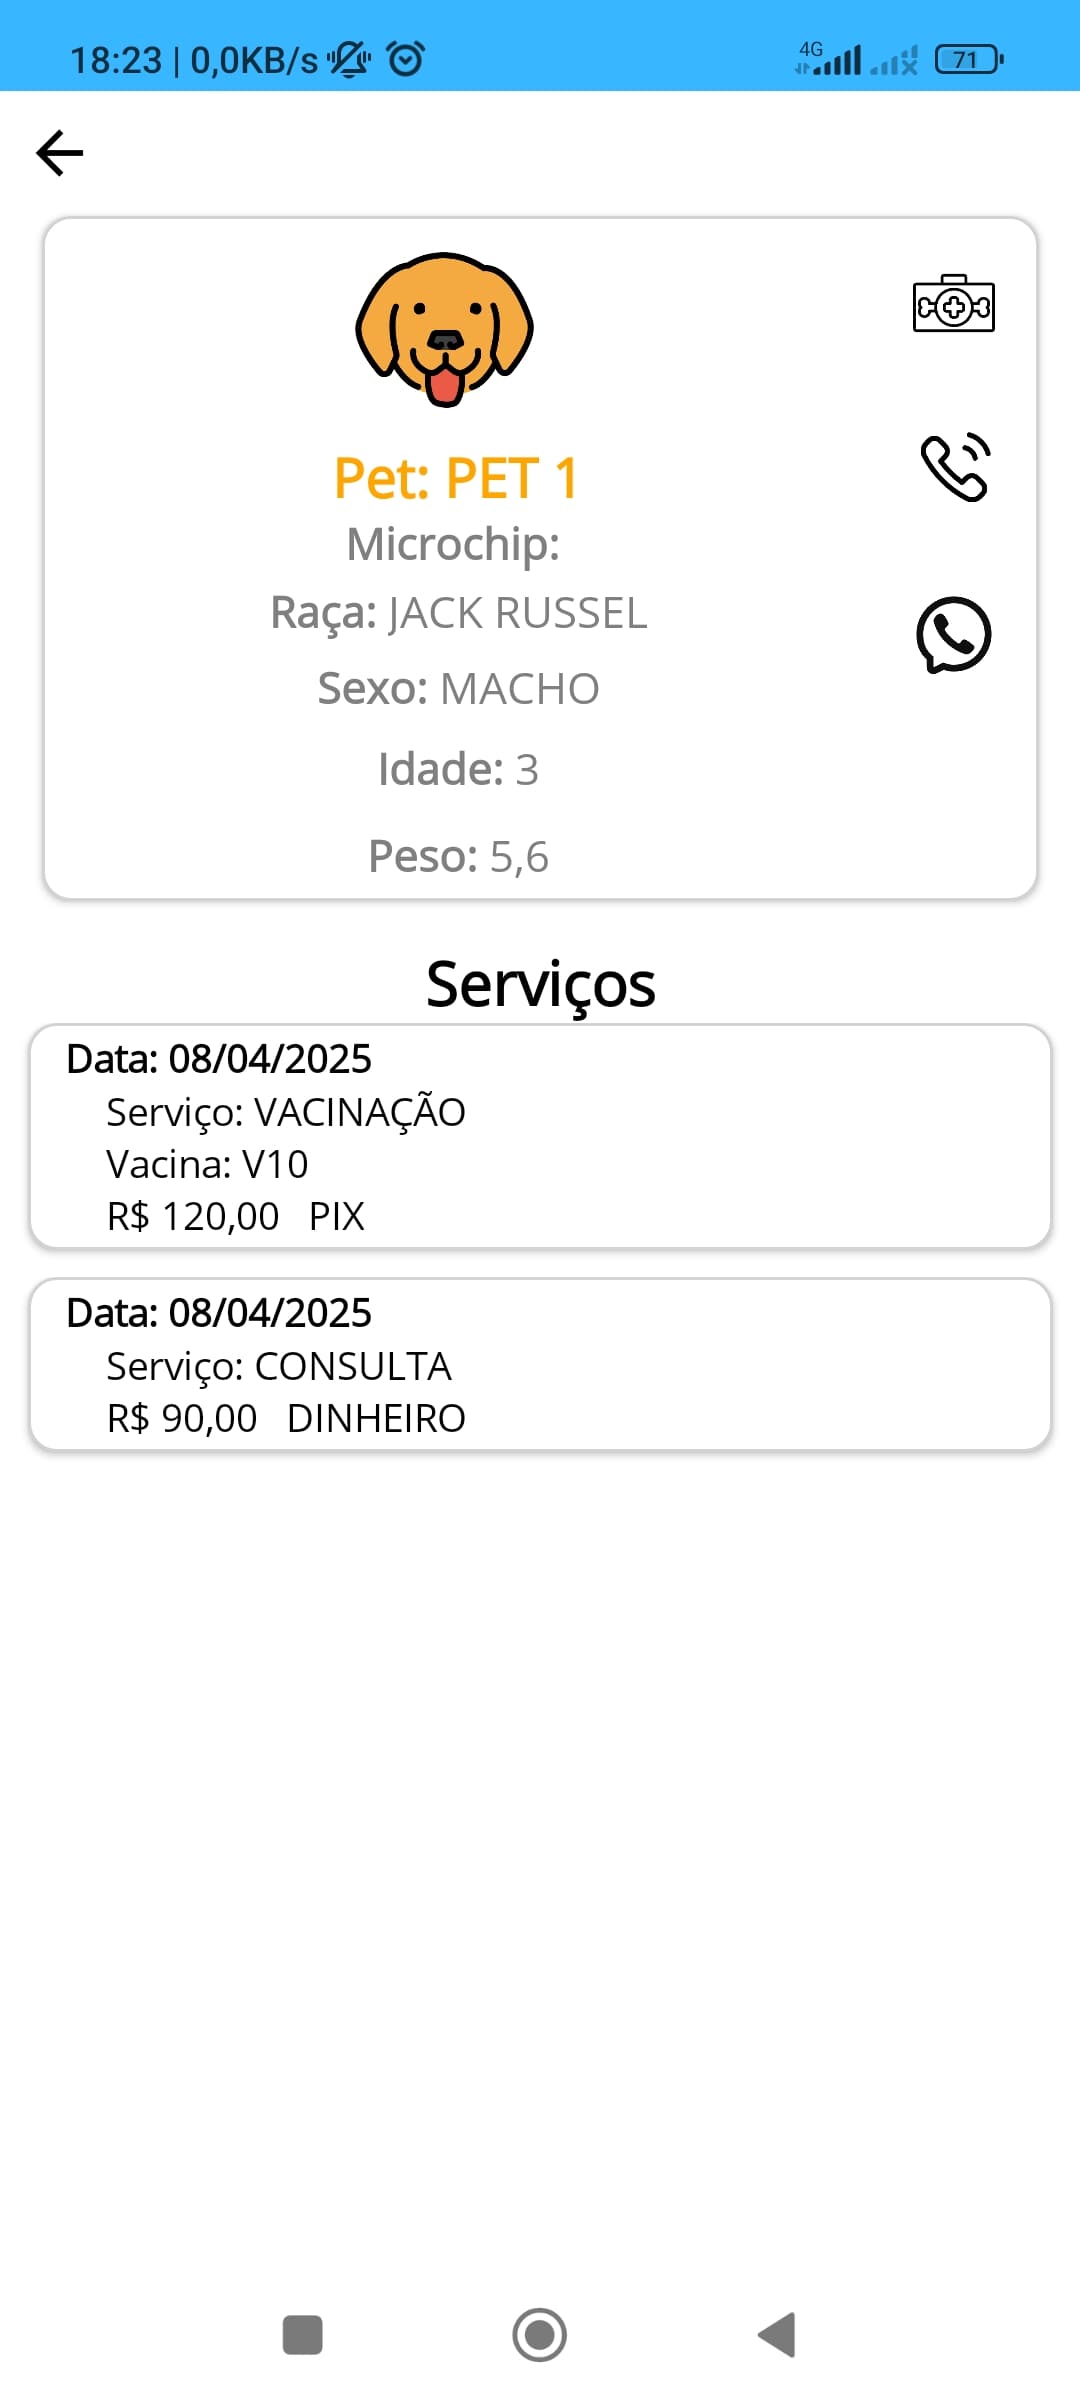 18:23 | 0,0KB/s
4G
71
Pet: PET 1
Microchip:
Raça: JACK RUSSEL
Sexo: MACHO
Idade: 3
Peso: 5,6
Serviços
Data: 08/04/2025
Serviço: VACINAÇÃO
Vacina: V10
R$ 120,00 PIX
Data: 08/04/2025
Serviço: CONSULTA
R$ 90,00 DINHEIRO